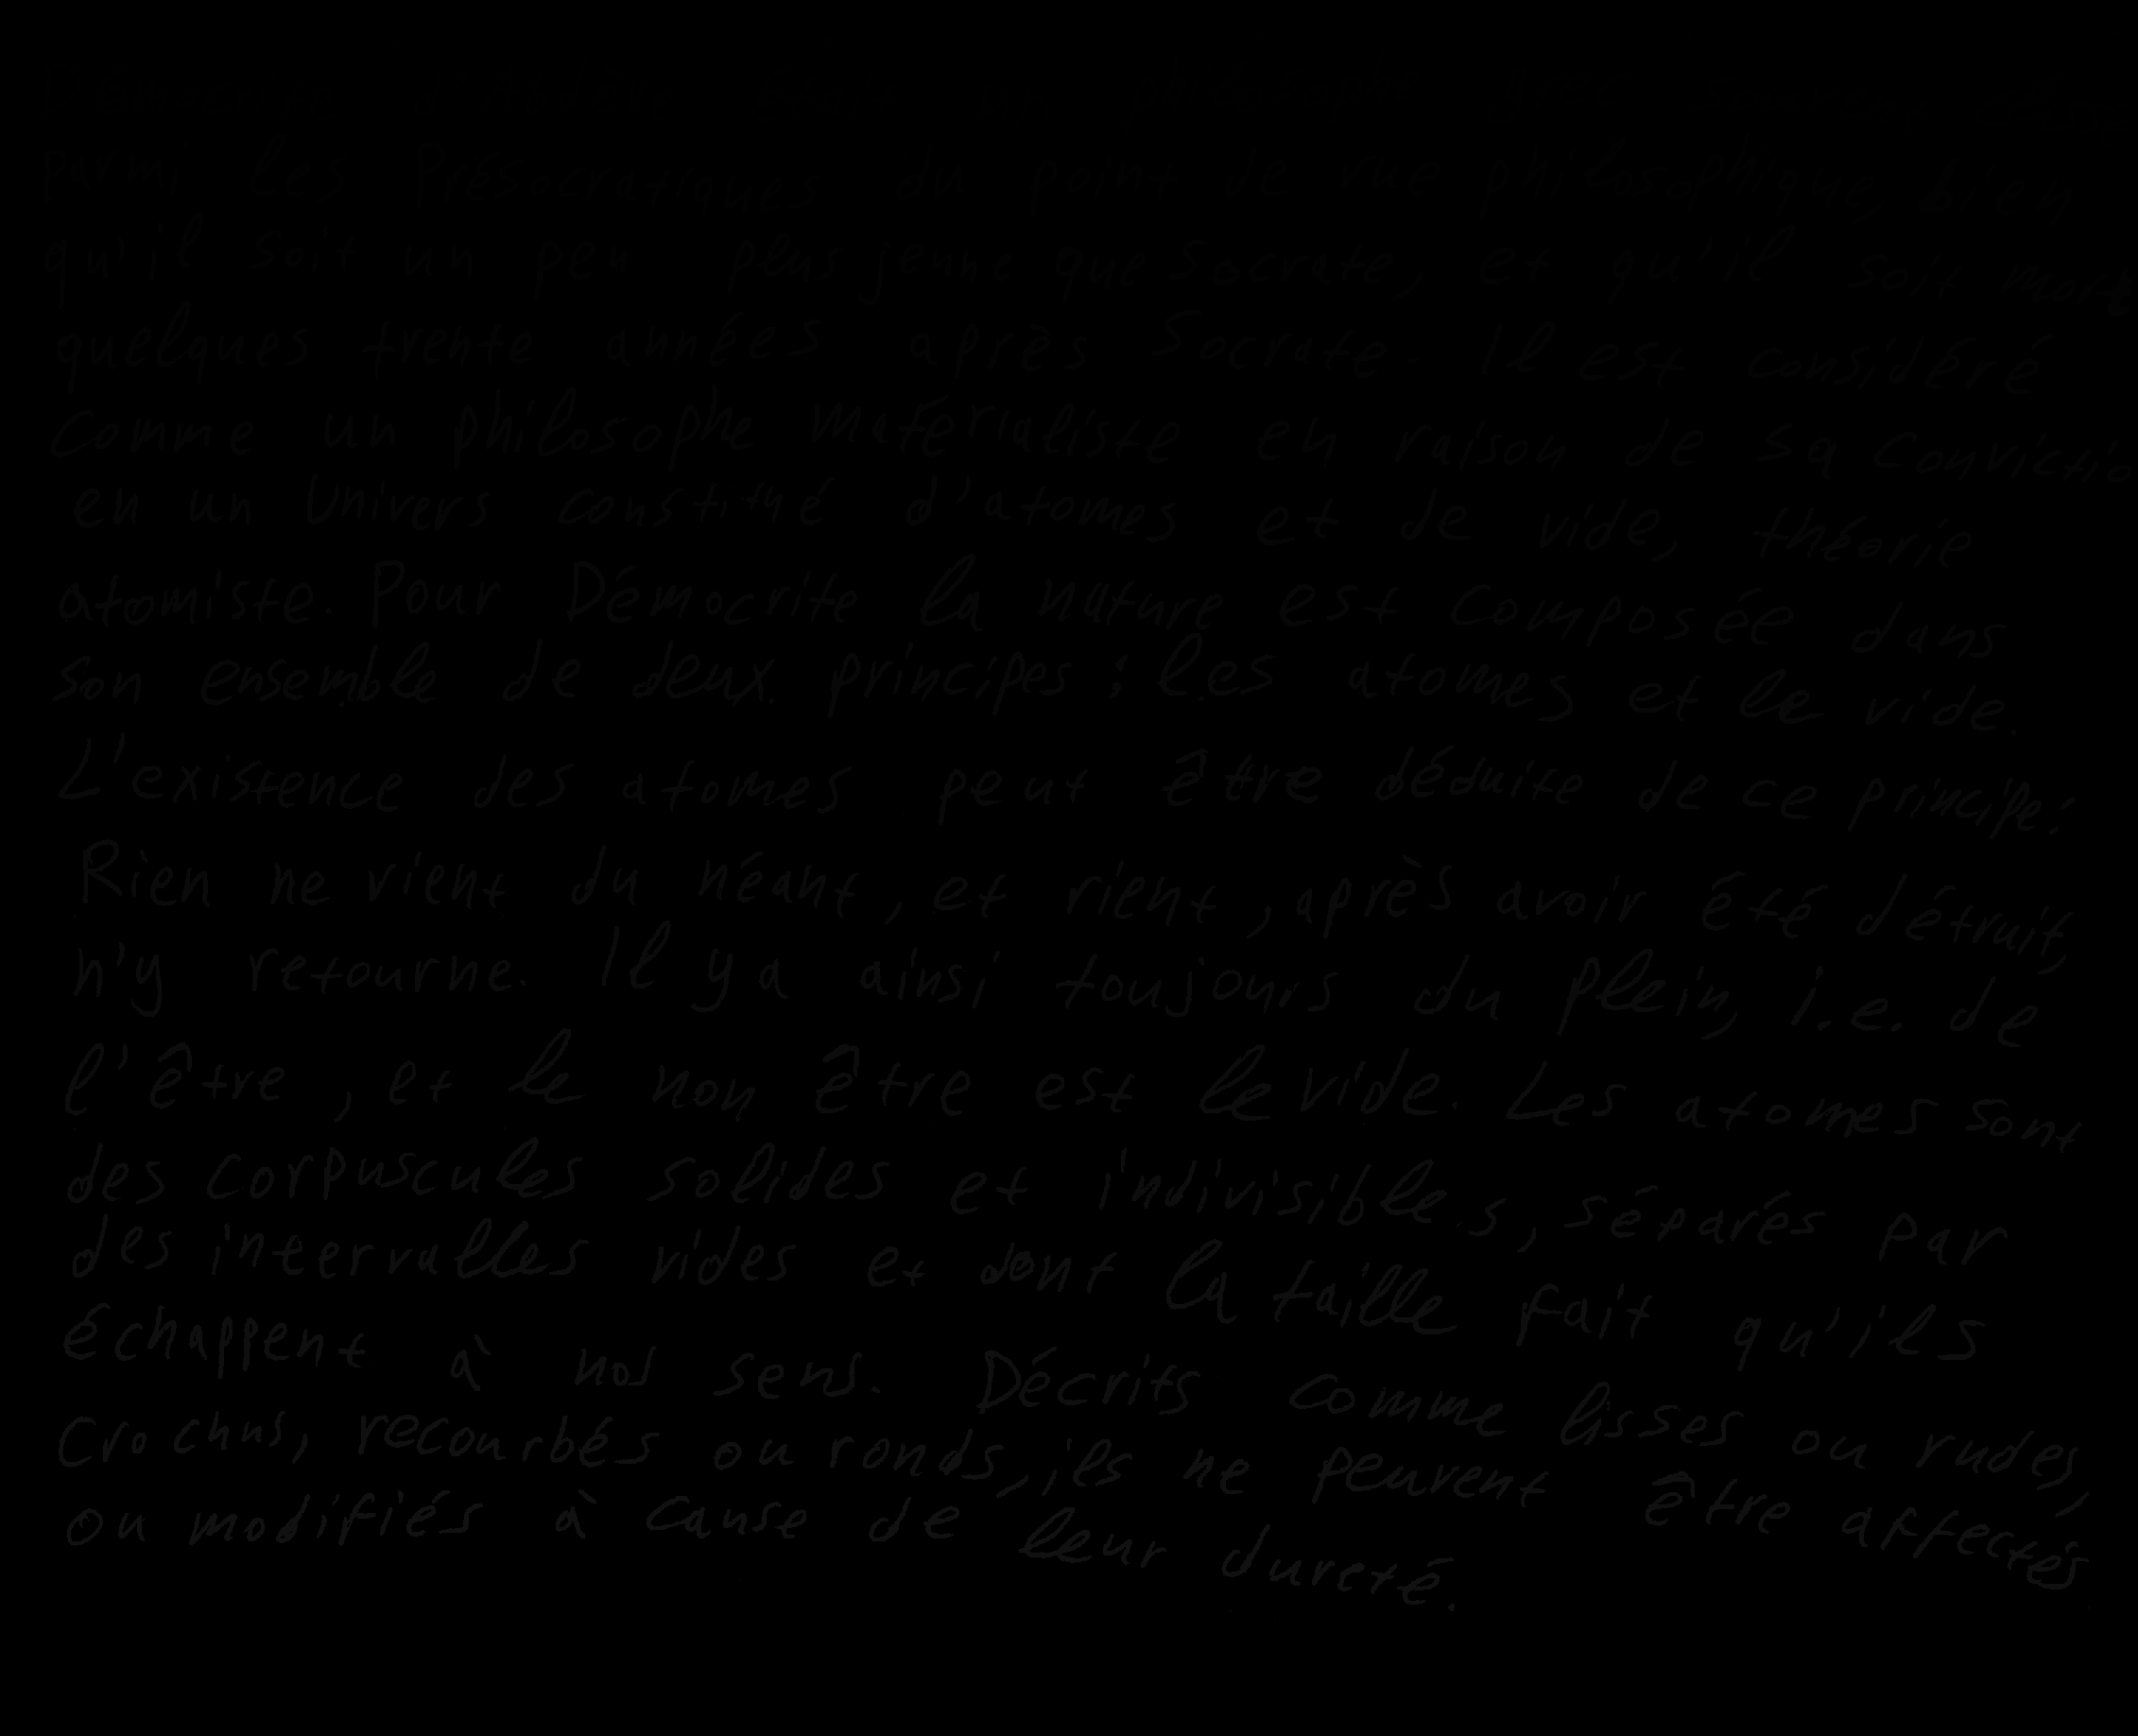 parmi les Présocratiques du point de vue philosophique, bien
qu'il soit un peu plus jeune que Socrate, et qu'il soit mort
quelques trente années après Socrate. Il est considéré
comme un philosophe matérialiste en raison de sa convictio
en un Univers constitué d'atomes et de vide, théorie
atomiste. Pour Démocrite la nature est composée dans
son ensemble de deux principes : les atomes et le vide.
L'existence des atomes peut être déduite de ce principe:
Rien ne vient du néant, et rient, après avoir été détruit,
n'y retourne. Il y a ainsi toujours du plein, i.e. de
l'être, et le non être est le vide. Les atomes sont
des corpuscules solides et indivisibles, séparés par
des intervalles vides et dont la taille fait qu'ils
échappent à nos sens. Décrits comme lisses ou rudes,
crochus, recourbés ou ronds, ils ne peuvent être affectés
ou modifiés à cause de leur dureté.